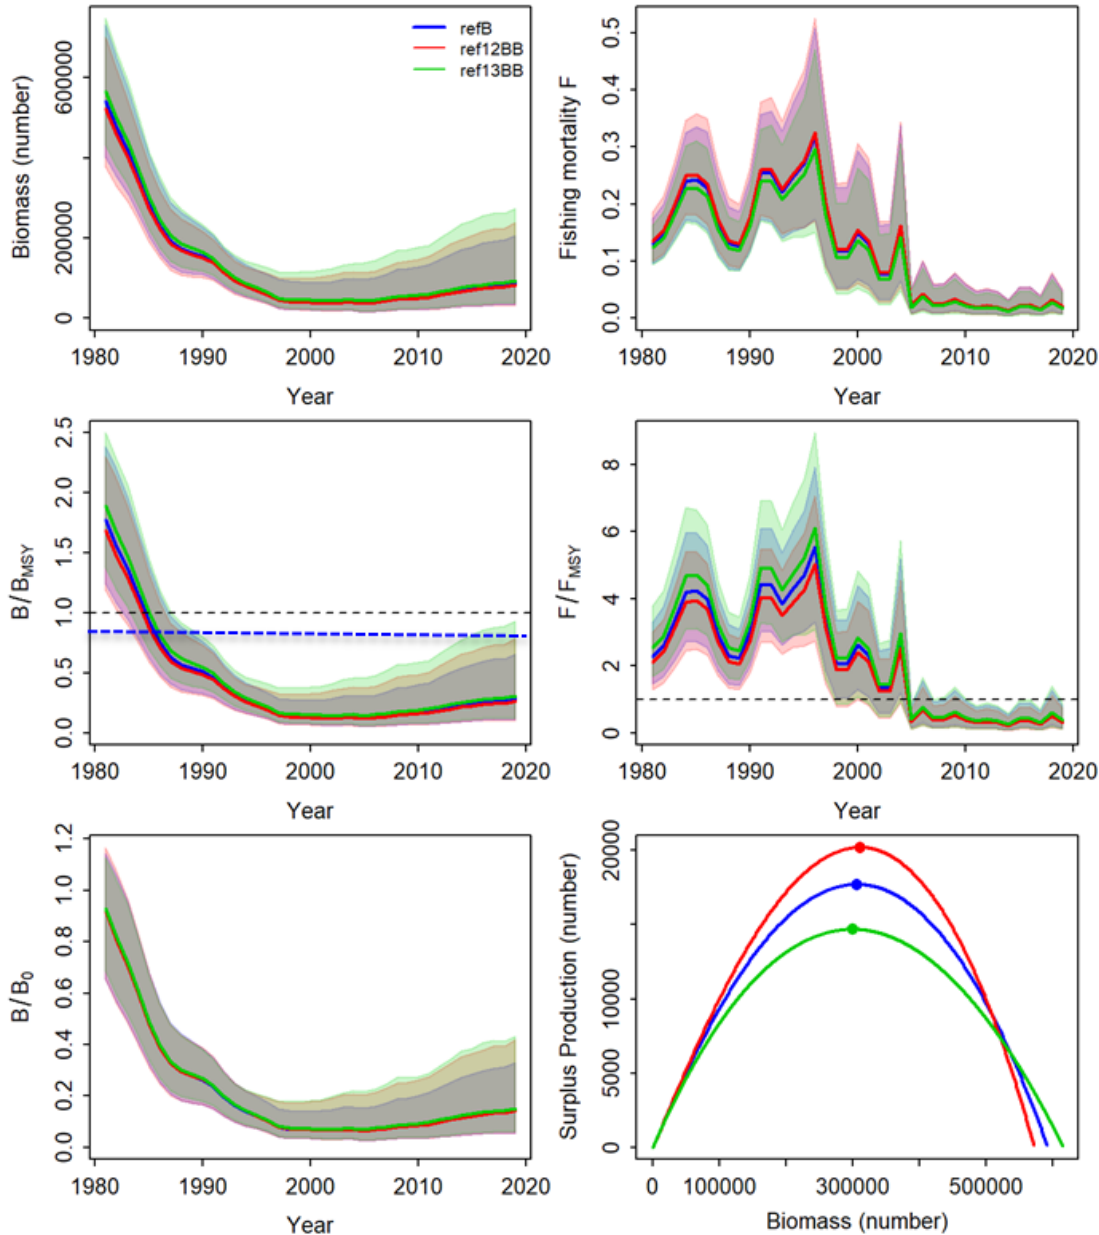 refB
ref12BB
ref13BB
Biomass (number)
0
200000
600000
1980 1990 2000 2010 2020
Year
Fishing mortality F
0.0 0.1 0.2 0.3 0.4 0.5
1980 1990 2000 2010 2020
Year
B/BMSY
0.0 0.5 1.0 1.5 2.0 2.5
1980 1990 2000 2010 2020
Year
F/FMSY
0 2 4 6 8
1980 1990 2000 2010 2020
Year
B/B0
0.0 0.2 0.4 0.6 0.8 1.0 1.2
1980 1990 2000 2010 2020
Year
Surplus Production (number)
0 5000 10000 20000
0 100000 300000 500000
Biomass (number)